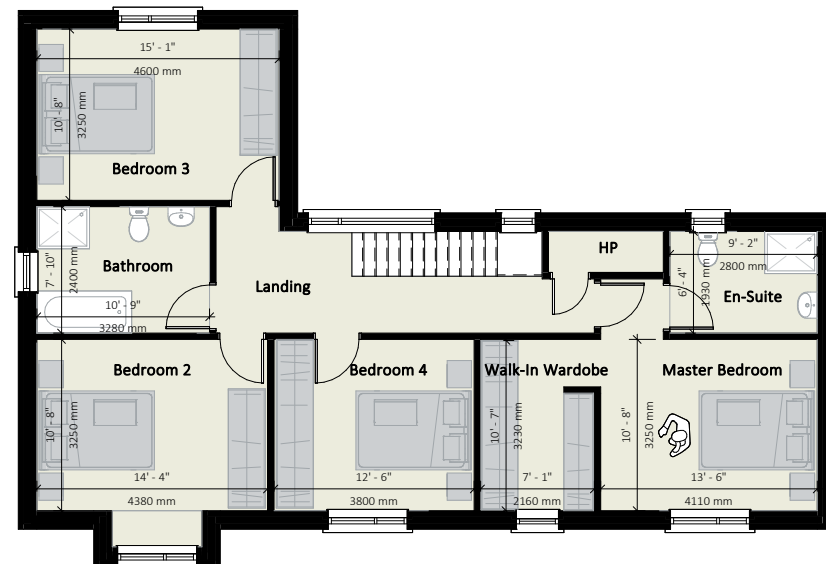 15' - 1"
4600 mm
10' - 8"
3250 mm
Bedroom 3
7' - 10"
2400 mm
Bathroom
10' - 9"
3280 mm
Landing
HP
9' - 2"
2800 mm
6' - 4"
1930 mm
En-Suite
Bedroom 2
10' - 8"
3250 mm
14' - 4"
4380 mm
Bedroom 4
12' - 6"
3800 mm
Walk-In Wardobe
10' - 7"
3230 mm
7' - 1"
2160 mm
Master Bedroom
10' - 8"
3250 mm
13' - 6"
4110 mm